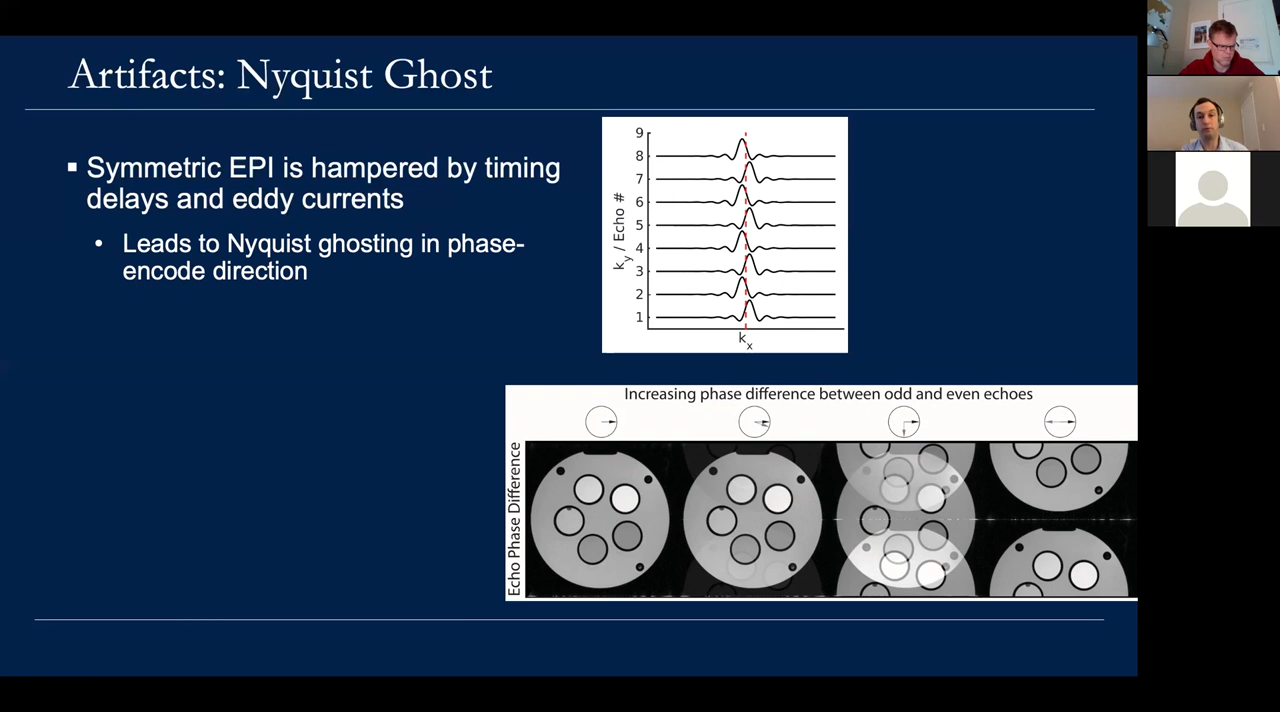 Artifacts: Nyquist Ghost
▪ Symmetric EPI is hampered by timing
delays and eddy currents
• Leads to Nyquist ghosting in phase-
encode direction
9
8
7
6
5
4
3
2
1
ky / Echo #
kx
Increasing phase difference between odd and even echoes
Echo Phase Difference